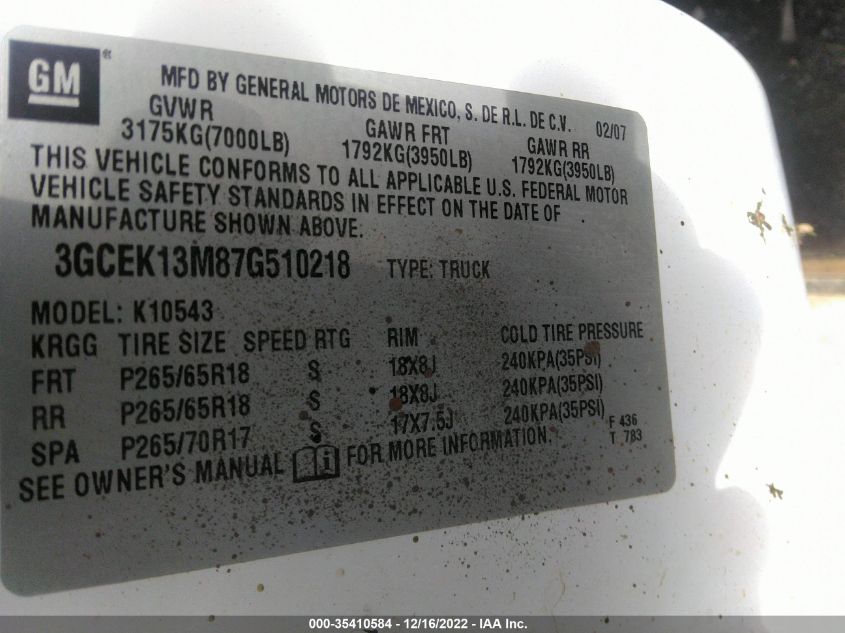 GM®
MFD BY GENERAL MOTORS DE MEXICO, S. DE R.L. DE C.V. 02/07
GVWR GAWR FRT GAWR RR
3175KG(7000LB) 1792KG(3950LB) 1792KG(3950LB)
THIS VEHICLE CONFORMS TO ALL APPLICABLE U.S. FEDERAL MOTOR
VEHICLE SAFETY STANDARDS IN EFFECT ON THE DATE OF
MANUFACTURE SHOWN ABOVE.
3GCEK13M87G510218 TYPE: TRUCK
MODEL: K10543
KRGG TIRE SIZE SPEED RTG RIM COLD TIRE PRESSURE
FRT P265/65R18 S 18X8J 240KPA(35PSI)
RR P265/65R18 S 18X8J 240KPA(35PSI)
SPA P265/70R17 S 17X7.5J 240KPA(35PSI)
SEE OWNER'S MANUAL i FOR MORE INFORMATION.
F 436
T 783
000-35410584 - 12/16/2022 - IAA Inc.